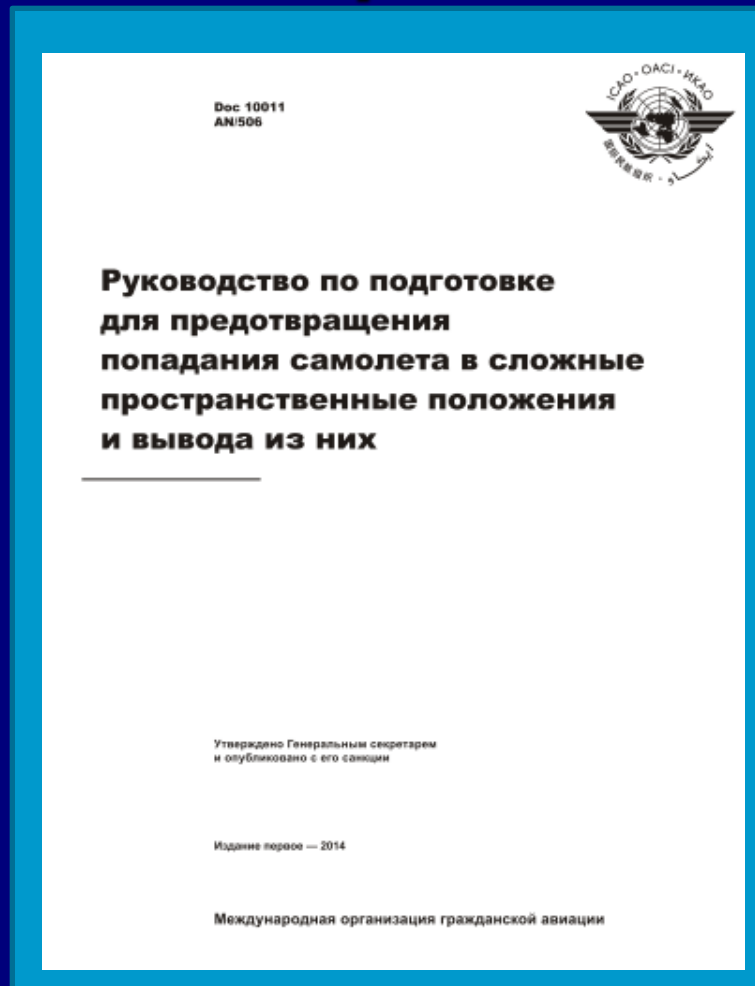 Doc 10011
AN/506
ICAO · OACI · ИКАО
Руководство по подготовке
для предотвращения
попадания самолета в сложные
пространственные положения
и вывода из них
Утверждено Генеральным секретарем
и опубликовано с его санкции
Издание первое — 2014
Международная организация гражданской авиации